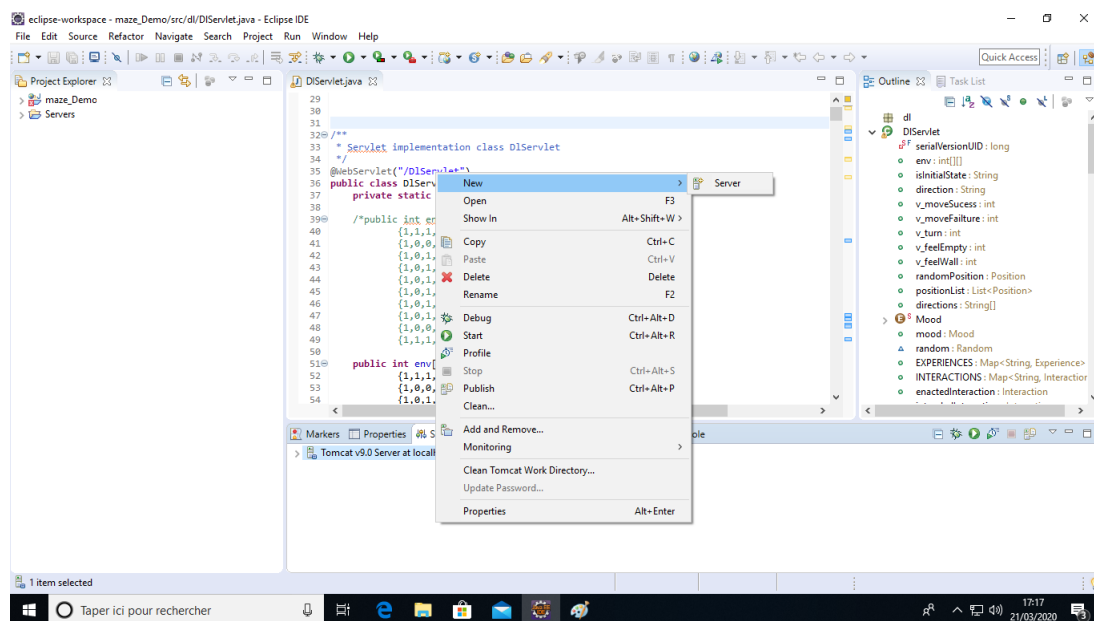 eclipse-workspace - maze_Demo/src/dl/DlServlet.java - Eclipse IDE
File Edit Source Refactor Navigate Search Project Run Window Help
Quick Access
Project Explorer
maze_Demo
Servers
DlServlet.java
29
30
31
32 /**
33 * Servlet implementation class DlServlet
34 */
35 @WebServlet("/DlServlet")
36 public class DlServ
37 private static
38
39 /*public int en
40 {1,1,1,
41 {1,0,0,
42 {1,0,1,
43 {1,0,1,
44 {1,0,1,
45 {1,0,1,
46 {1,0,1,
47 {1,0,1,
48 {1,0,0,
49 {1,1,1,
50
51 public int env[
52 {1,1,1,
53 {1,0,0,
54 {1,0,1,
New
Server
Open F3
Show In Alt+Shift+W >
Copy Ctrl+C
Paste Ctrl+V
Delete Delete
Rename F2
Debug Ctrl+Alt+D
Start Ctrl+Alt+R
Profile
Stop Ctrl+Alt+S
Publish Ctrl+Alt+P
Clean...
Add and Remove...
Monitoring
Clean Tomcat Work Directory...
Update Password...
Properties Alt+Enter
Outline Task List
dl
DlServlet
serialVersionUID : long
env : int[][]
isInitialState : String
direction : String
v_moveSucess : int
v_moveFailture : int
v_turn : int
v_feelEmpty : int
v_feelWall : int
randomPosition : Position
positionList : List<Position>
directions : String[]
Mood
mood : Mood
random : Random
EXPERIENCES : Map<String, Experience>
INTERACTIONS : Map<String, Interaction
enactedInteraction : Interaction
Markers Properties S ole
Tomcat v9.0 Server at localh
1 item selected
Taper ici pour rechercher
17:17
21/03/2020
3